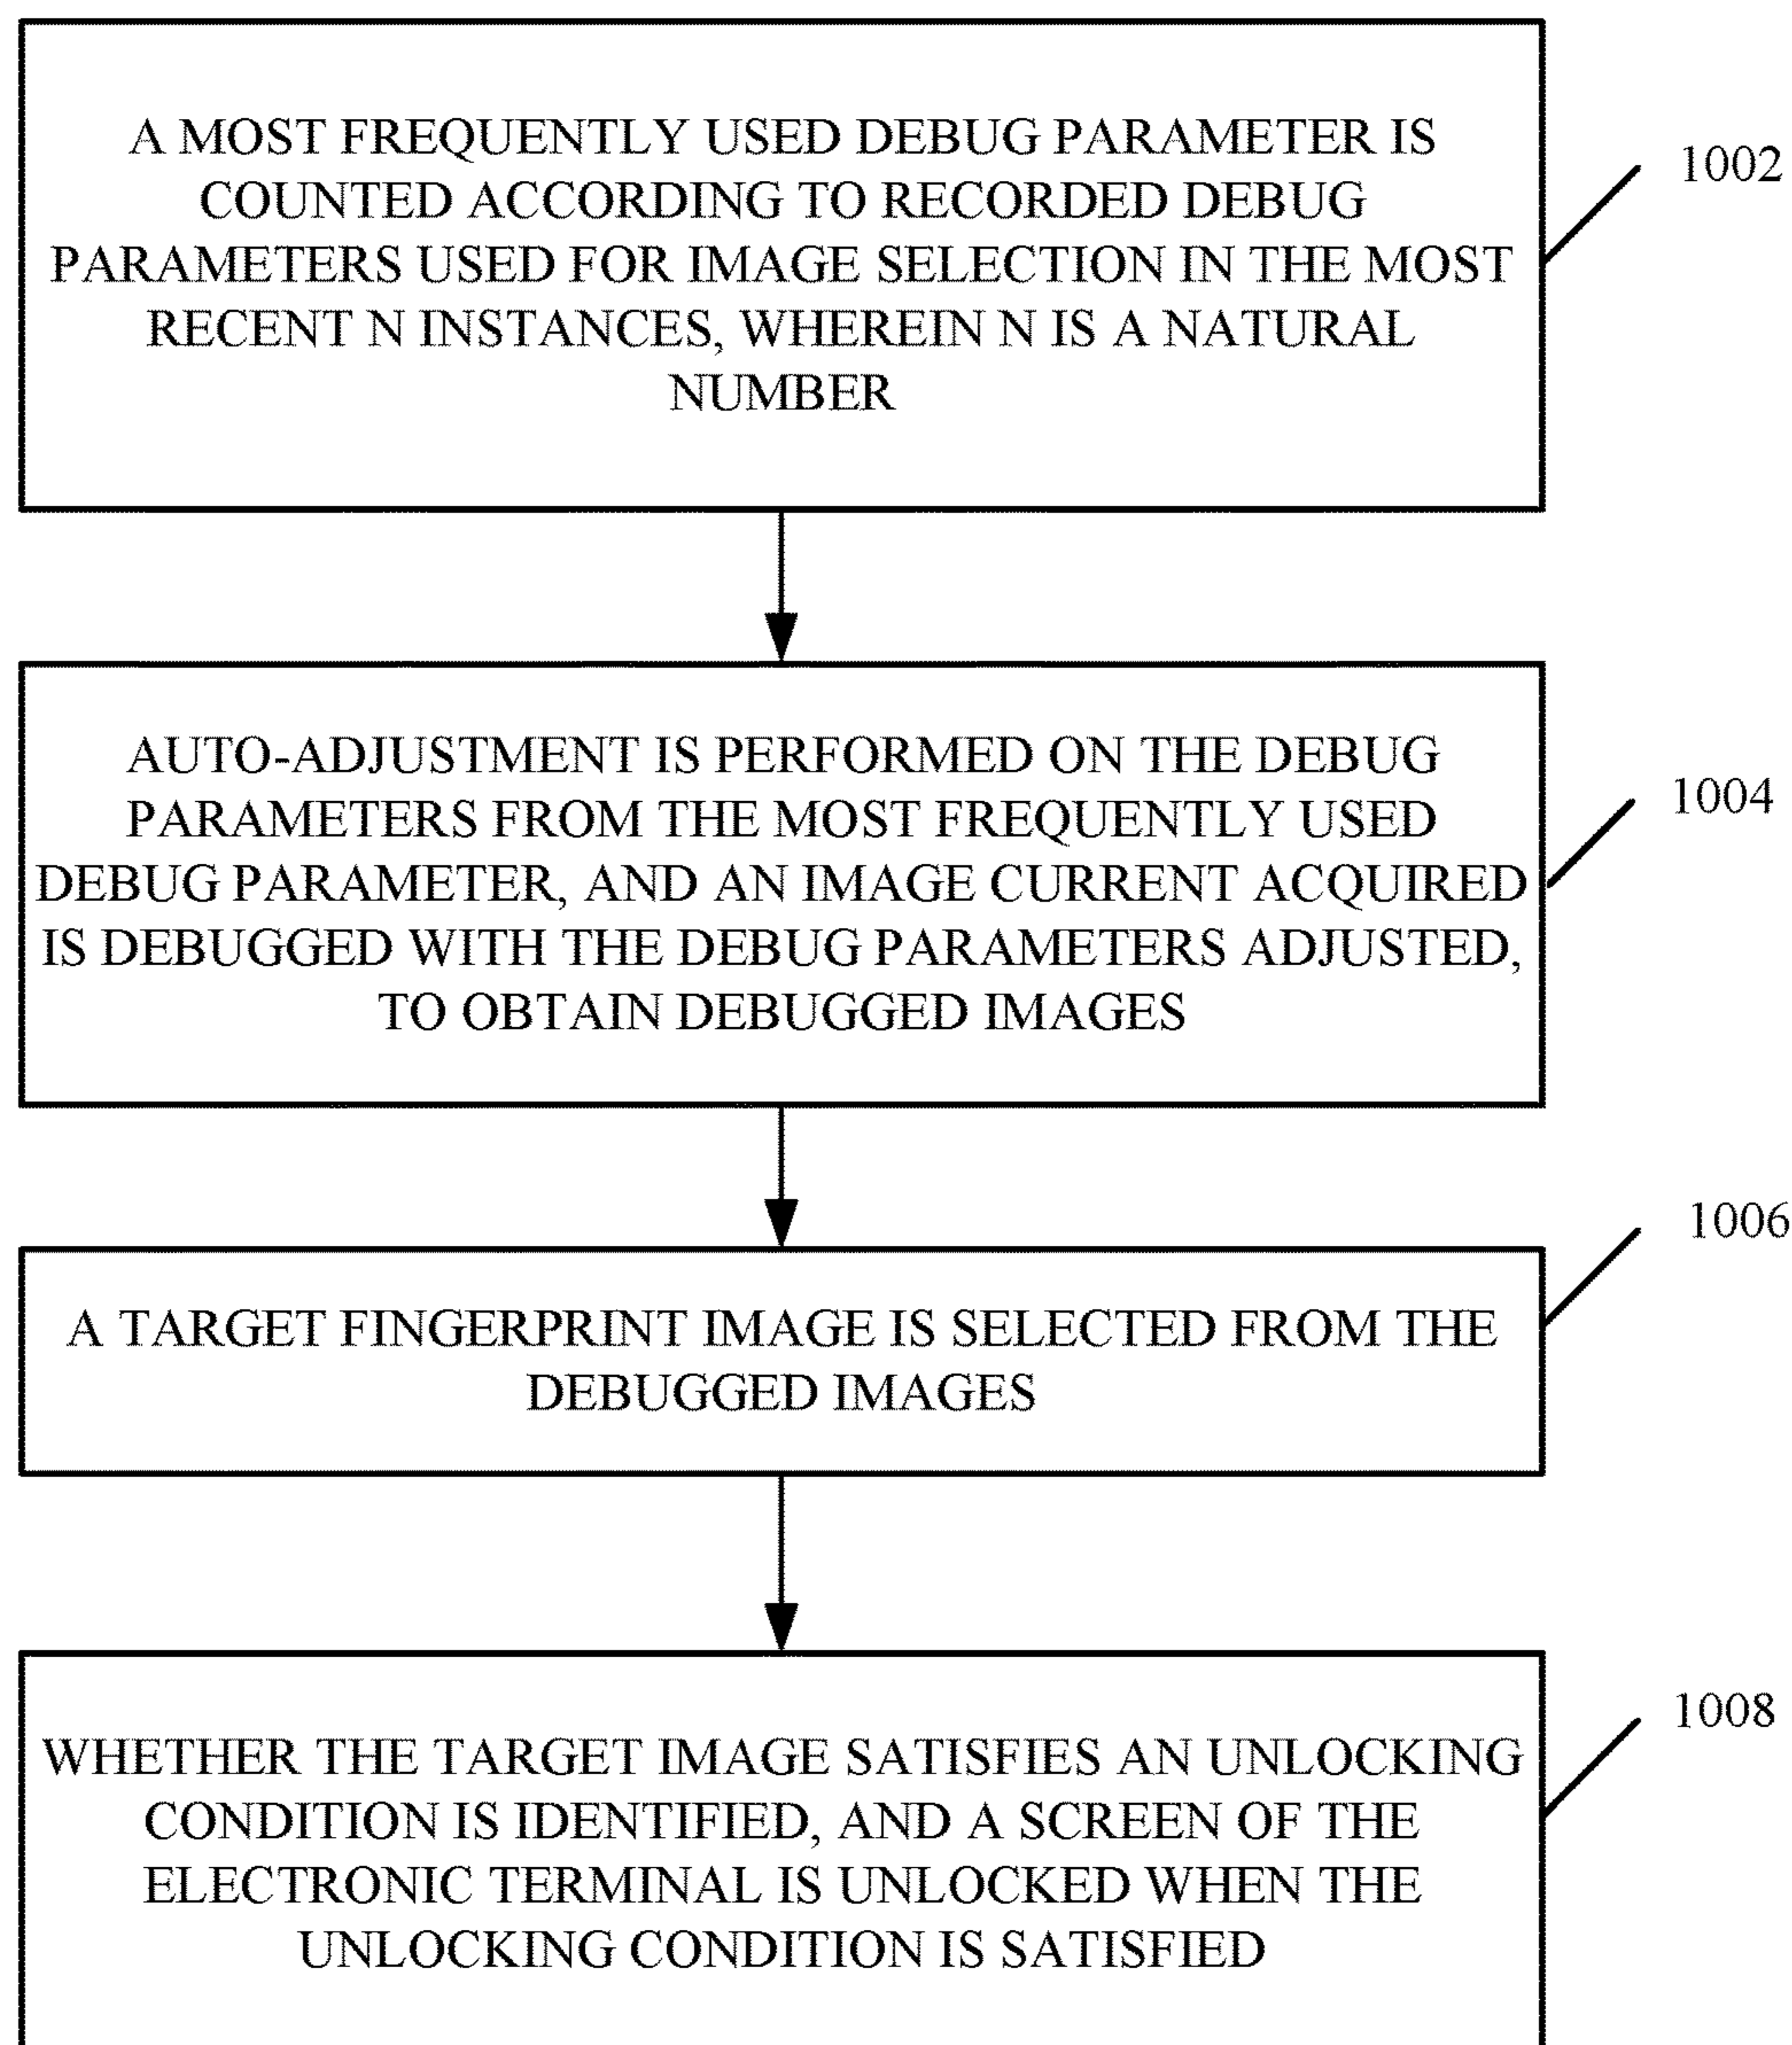 A MOST FREQUENTLY USED DEBUG PARAMETER IS
COUNTED ACCORDING TO RECORDED DEBUG
PARAMETERS USED FOR IMAGE SELECTION IN THE MOST
RECENT N INSTANCES, WHEREIN N IS A NATURAL
NUMBER
1002
AUTO-ADJUSTMENT IS PERFORMED ON THE DEBUG
PARAMETERS FROM THE MOST FREQUENTLY USED
DEBUG PARAMETER, AND AN IMAGE CURRENT ACQUIRED
IS DEBUGGED WITH THE DEBUG PARAMETERS ADJUSTED,
TO OBTAIN DEBUGGED IMAGES
1004
A TARGET FINGERPRINT IMAGE IS SELECTED FROM THE
DEBUGGED IMAGES
1006
WHETHER THE TARGET IMAGE SATISFIES AN UNLOCKING
CONDITION IS IDENTIFIED, AND A SCREEN OF THE
ELECTRONIC TERMINAL IS UNLOCKED WHEN THE
UNLOCKING CONDITION IS SATISFIED
1008